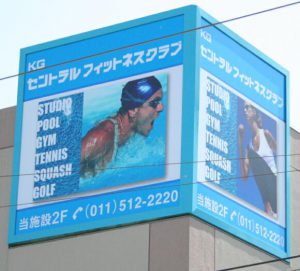 KG
セントラルフィットネスクラブ
STUDIO
POOL
GYM
TENNIS
SQUASH
GOLF
当施設2F (011)512-2220
KG
セントラルフィットネスクラブ
STUDIO
POOL
GYM
TENNIS
SQUASH
GOLF
当施設2F (011)512-2220